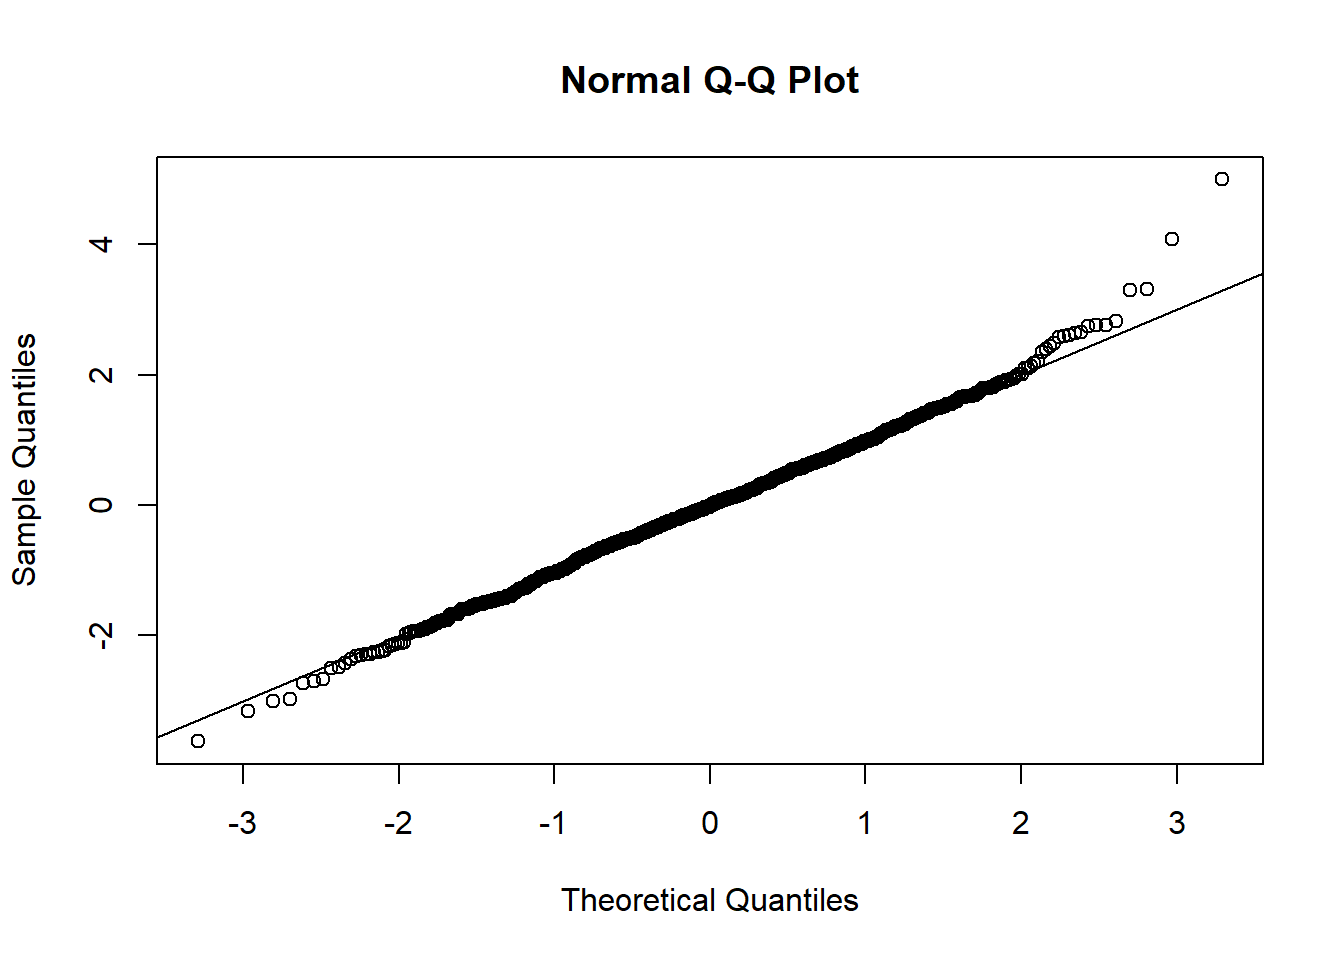 Normal Q-Q Plot
4
2
0
-2
Sample Quantiles
-3 -2 -1 0 1 2 3
Theoretical Quantiles